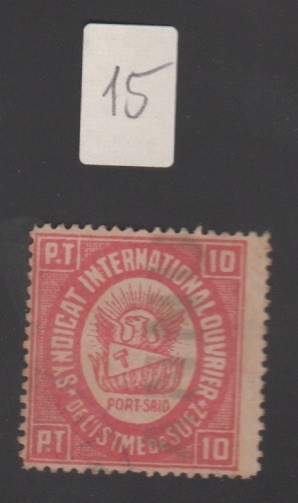 15
P.T 10
SYNDICAT INTERNATIONAL OUVRIER
PORT-SAID
DE L'ISTME DE SUEZ
P.T 10